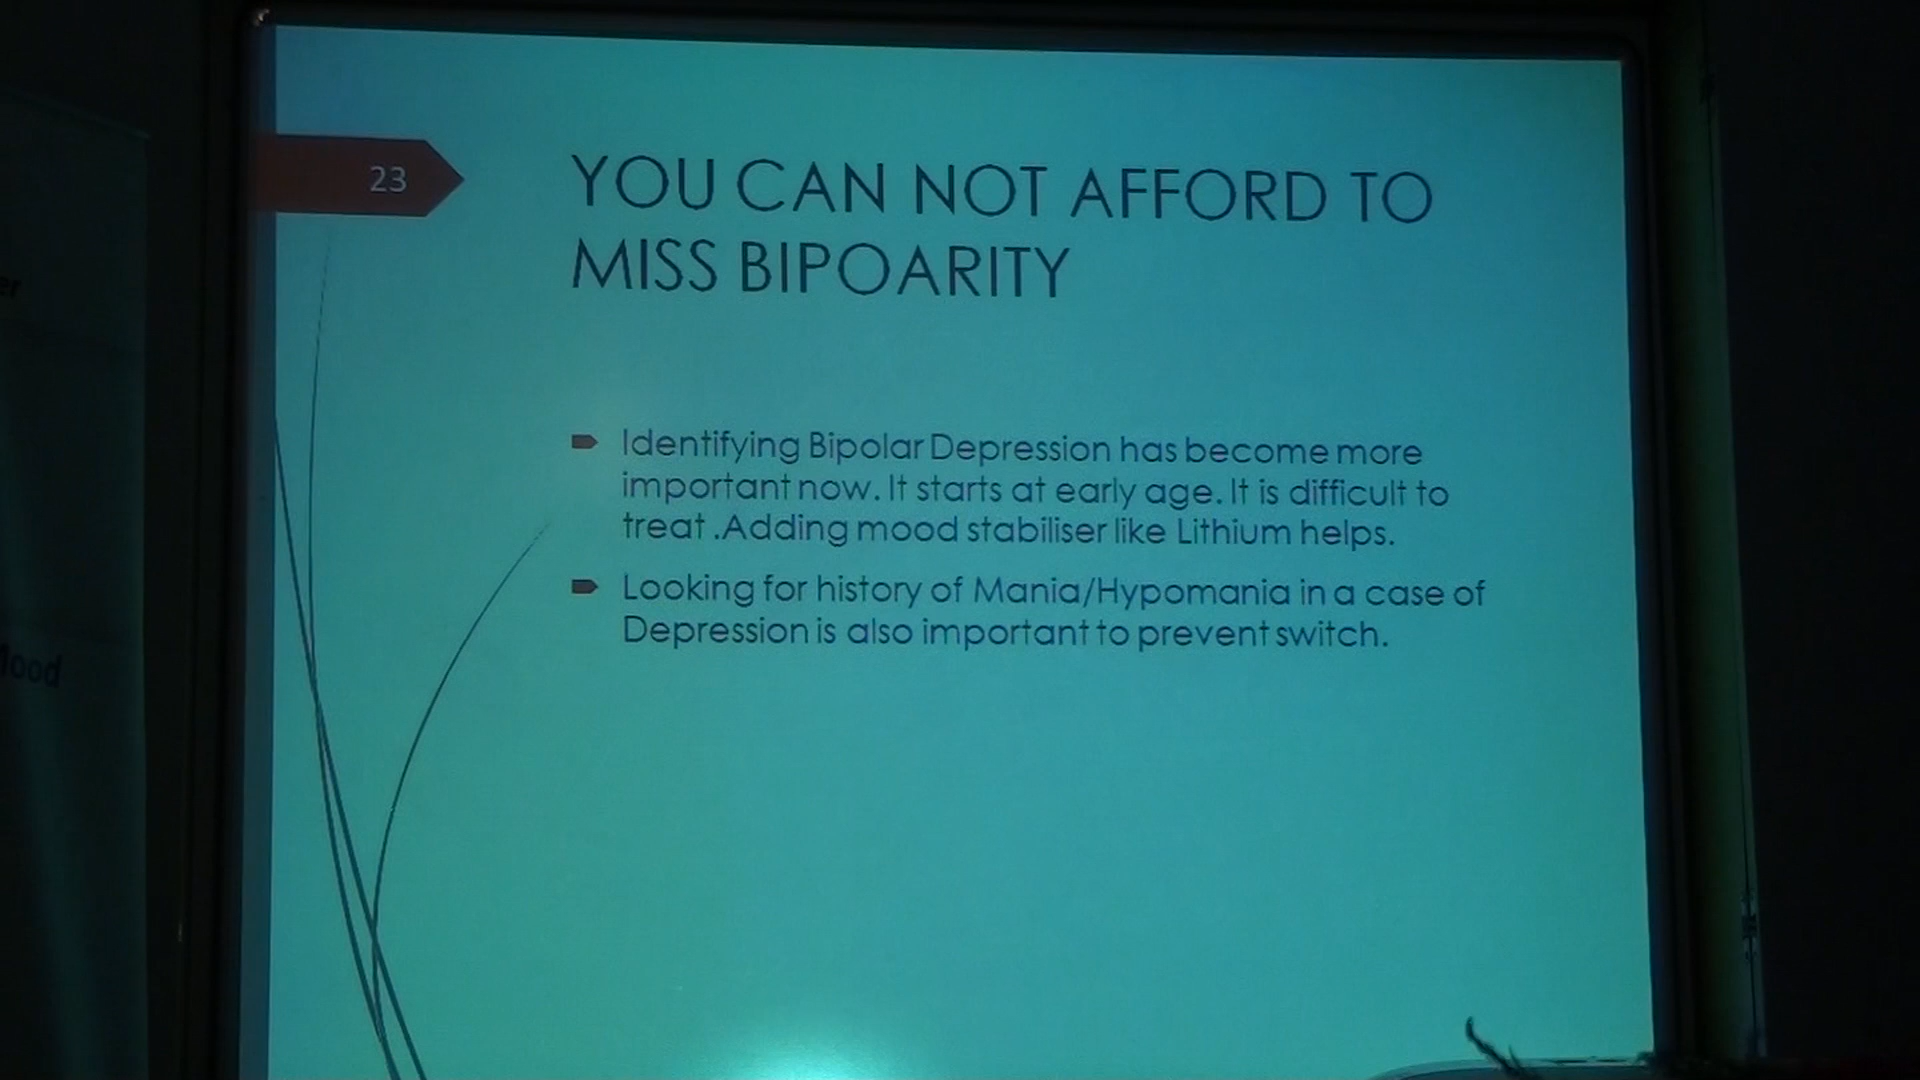 23
YOU CAN NOT AFFORD TO
MISS BIPOARITY
Identifying Bipolar Depression has become more
important now. It starts at early age. It is difficult to
treat .Adding mood stabiliser like Lithium helps.
Looking for history of Mania/Hypomania in a case of
Depression is also important to prevent switch.